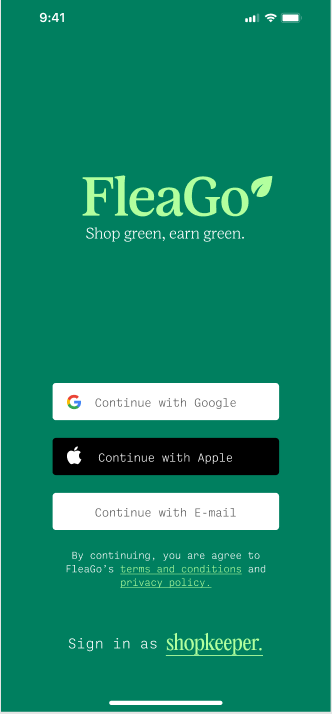 9:41
FleaGo
Shop green, earn green.
Continue with Google
Continue with Apple
Continue with E-mail
By continuing, you are agree to
FleaGo's terms and conditions and
privacy policy.
Sign in as shopkeeper.